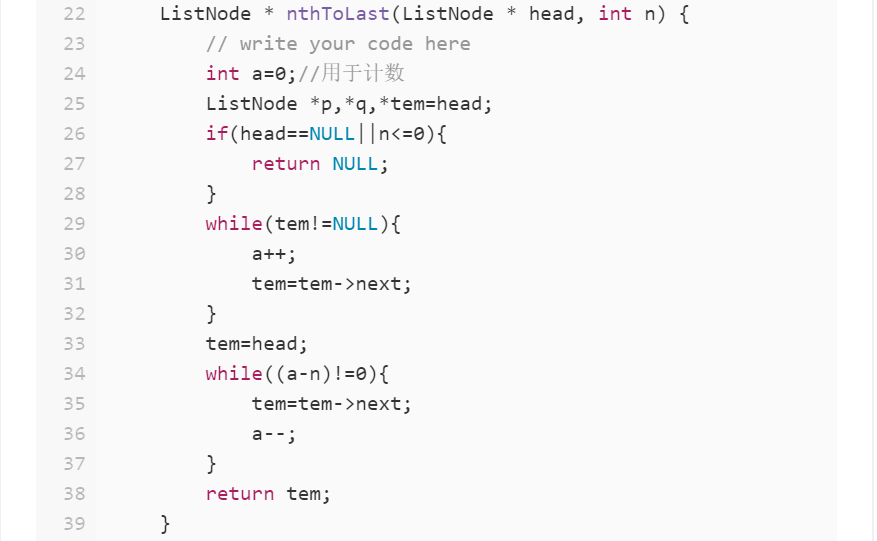 22 ListNode * nthToLast(ListNode * head, int n) {
23 // write your code here
24 int a=0;//用于计数
25 ListNode *p,*q,*tem=head;
26 if(head==NULL||n<=0){
27 return NULL;
28 }
29 while(tem!=NULL){
30 a++;
31 tem=tem->next;
32 }
33 tem=head;
34 while((a-n)!=0){
35 tem=tem->next;
36 a--;
37 }
38 return tem;
39 }